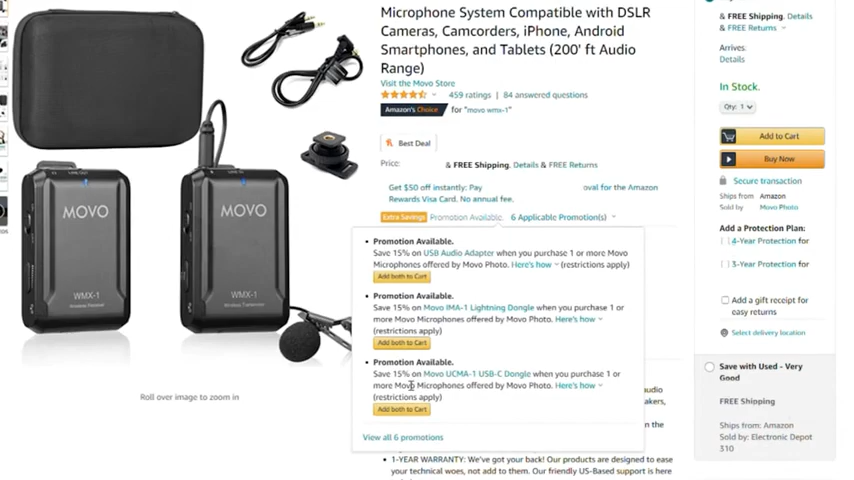 Microphone System Compatible with DSLR
Cameras, Camcorders, iPhone, Android
Smartphones, and Tablets (200' ft Audio
Range)
Visit the Movo Store
459 ratings | 84 answered questions
Amazon's Choice for "movo wmx-1"
Best Deal
Price: & FREE Shipping. Details & FREE Returns
Get $50 off instantly: Pay oval for the Amazon
Rewards Visa Card. No annual fee.
Extra Savings Promotion Available. 6 Applicable Promotion(s)
• Promotion Available.
Save 15% on USB Audio Adapter when you purchase 1 or more Movo
Microphones offered by Movo Photo. Here's how (restrictions apply)
Add both to Cart
• Promotion Available.
Save 15% on Movo IMA-1 Lightning Dongle when you purchase 1 or
more Movo Microphones offered by Movo Photo. Here's how
(restrictions apply)
Add both to Cart
• Promotion Available.
Save 15% on Movo UCMA-1 USB-C Dongle when you purchase 1 or
more Movo Microphones offered by Movo Photo. Here's how
(restrictions apply)
Add both to Cart
View all 6 promotions
audio
akers,
n the
• 1-YEAR WARRANTY: We've got your back! Our products are designed to ease
your technical woes, not add to them. Our friendly US-Based support is here
MOVO
WMX-1
Wireless Receiver
MOVO
WMX-1
Wireless Transmitter
Roll over image to zoom in
& FREE Shipping. Details
& FREE Returns
Arrives:
Details
In Stock.
Qty: 1
Add to Cart
Buy Now
Secure transaction
Ships from Amazon
Sold by Movo Photo
Add a Protection Plan:
4-Year Protection for
3-Year Protection for
Add a gift receipt for
easy returns
Select delivery location
Save with Used - Very
Good
FREE Shipping
Ships from: Amazon
Sold by: Electronic Depot
310